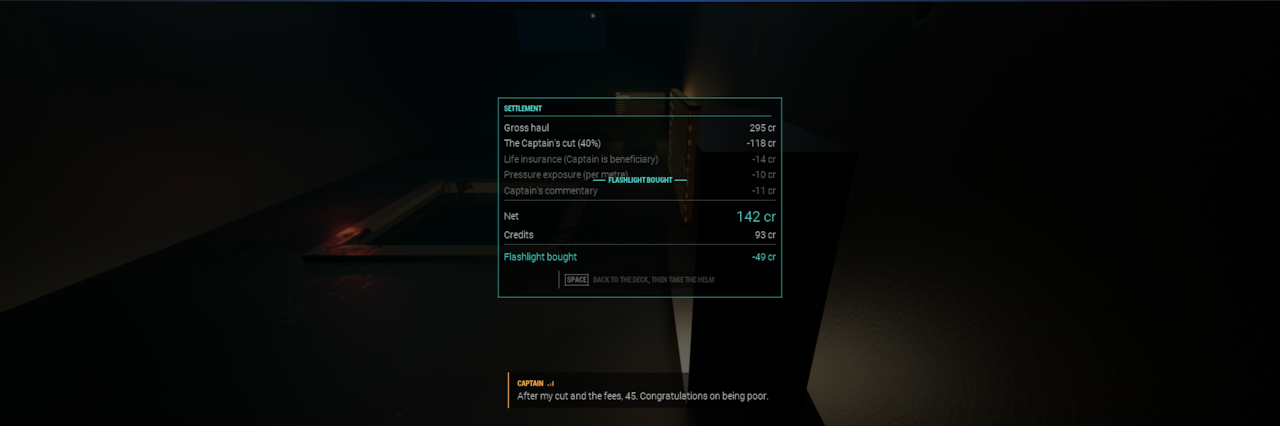 SETTLEMENT
Gross haul 295 cr
The Captain's cut (40%) -118 cr
Life insurance (Captain is beneficiary) -14 cr
Pressure exposure (per metre) -10 cr
FLASHLIGHT BOUGHT
Captain's commentary -11 cr
Net 142 cr
Credits 93 cr
Flashlight bought -49 cr
SPACE BACK TO THE DECK, THEN TAKE THE HELM
CAPTAIN
After my cut and the fees, 45. Congratulations on being poor.